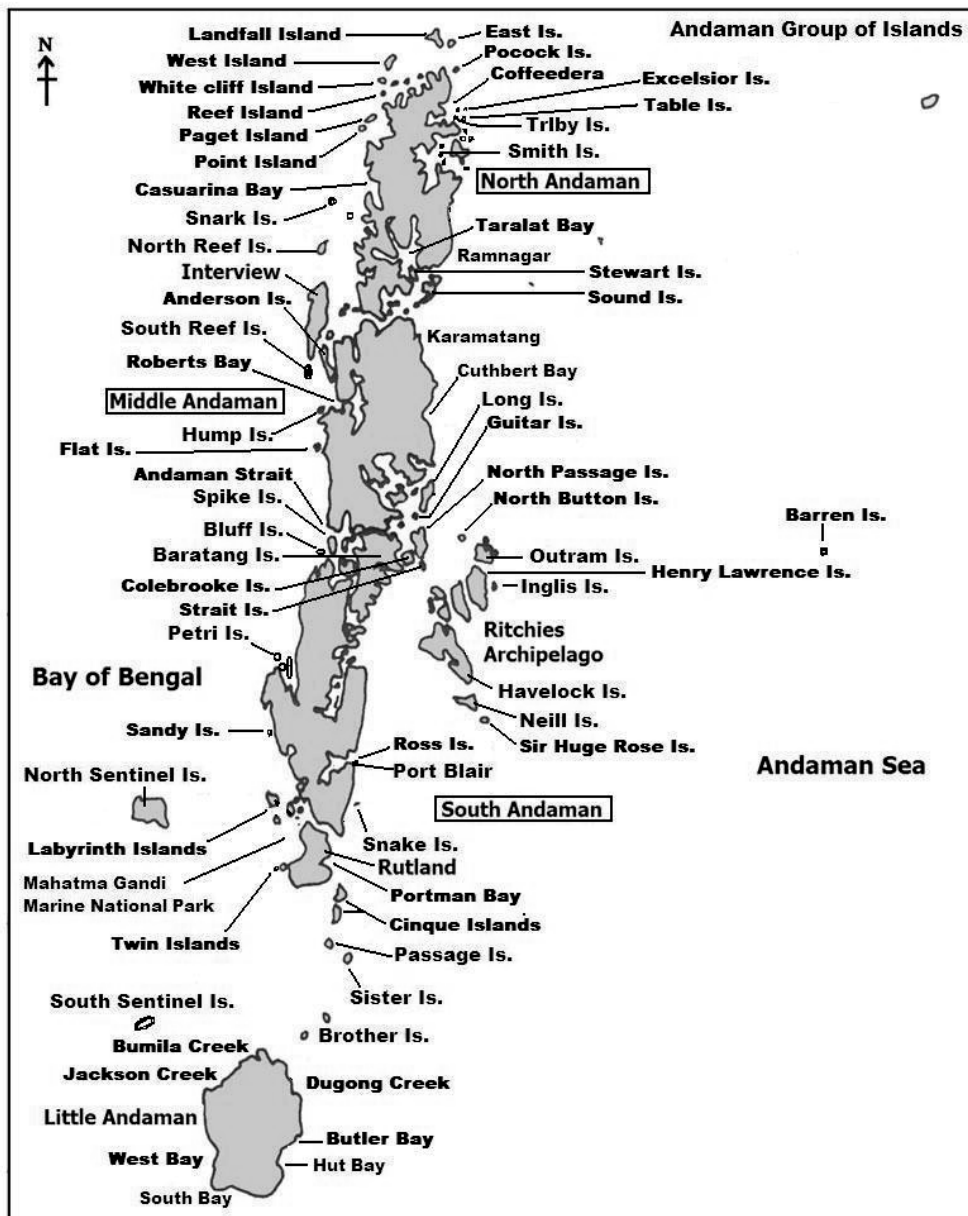 Andaman Group of Islands
N
Landfall Island
East Is.
West Island
Pocock Is.
White cliff Island
Coffeedera
Excelsior Is.
Reef Island
Table Is.
Paget Island
Trlby Is.
Point Island
Smith Is.
Casuarina Bay
North Andaman
Snark Is.
Taralat Bay
North Reef Is.
Ramnagar
Interview
Stewart Is.
Anderson Is.
Sound Is.
South Reef Is.
Karamatang
Roberts Bay
Cuthbert Bay
Middle Andaman
Long Is.
Hump Is.
Guitar Is.
Flat Is.
Andaman Strait
North Passage Is.
Spike Is.
North Button Is.
Bluff Is.
Barren Is.
Baratang Is.
Outram Is.
Colebrooke Is.
Henry Lawrence Is.
Strait Is.
Inglis Is.
Petri Is.
Ritchies
Archipelago
Bay of Bengal
Havelock Is.
Neill Is.
Sandy Is.
Sir Huge Rose Is.
Ross Is.
Port Blair
Andaman Sea
North Sentinel Is.
South Andaman
Labyrinth Islands
Snake Is.
Rutland
Mahatma Gandi
Marine National Park
Portman Bay
Cinque Islands
Twin Islands
Passage Is.
South Sentinel Is.
Sister Is.
Brother Is.
Bumila Creek
Jackson Creek
Dugong Creek
Little Andaman
Butler Bay
West Bay
Hut Bay
South Bay